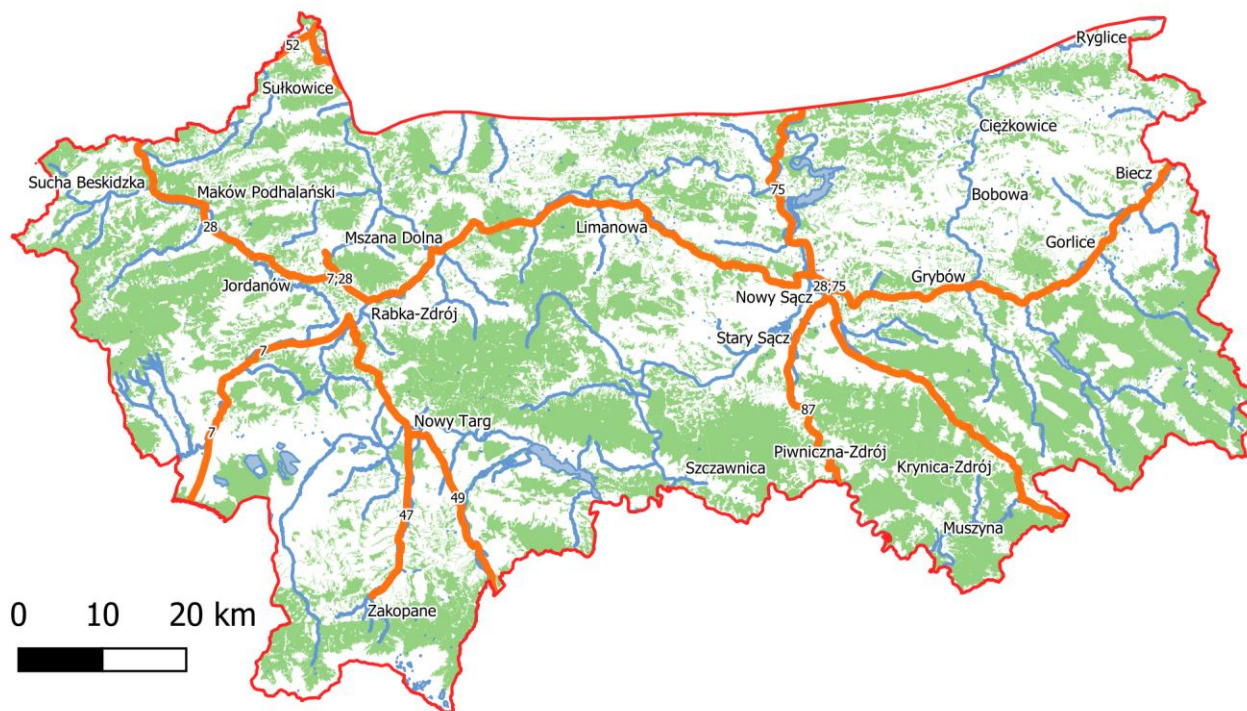 Ryglice
52
Sułkowice
Ciężkowice
Biecz
Sucha Beskidzka
Maków Podhalański
75
Bobowa
28
Limanowa
Mszana Dolna
Gorlice
7;28
Grybów
Jordanów
28;75
Nowy Sącz
Rabka-Zdrój
Stary Sącz
7
87
Nowy Targ
7
Piwniczna-Zdrój
Szczawnica
Krynica-Zdrój
49
47
Muszyna
Zakopane
0 10 20 km